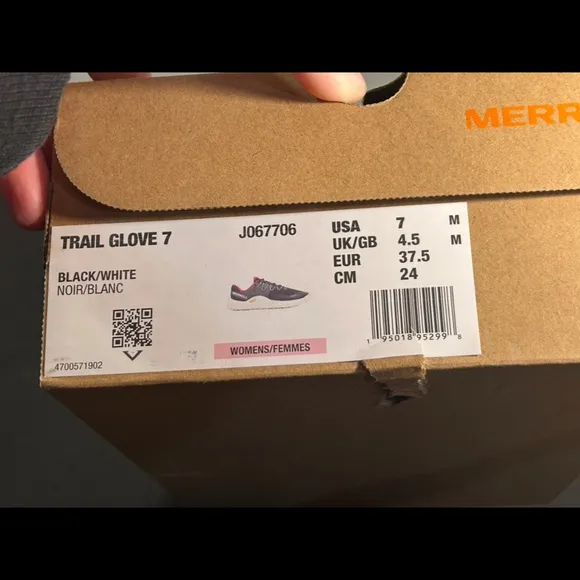 MERR
TRAIL GLOVE 7
J067706
BLACK/WHITE
NOIR/BLANC
4700571902
WOMENS/FEMMES
USA 7 M
UK/GB 4.5 M
EUR 37.5
CM 24
1 95018 95299 8